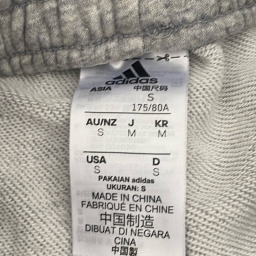 adidas
ASIA 中国尺码
S
175/80A
AU/NZ J KR
S M M
USA D
S S
PAKAIAN adidas
UKURAN: S
MADE IN CHINA
FABRIQUÉ EN CHINE
中国制造
DIBUAT DI NEGARA
CINA
中国製